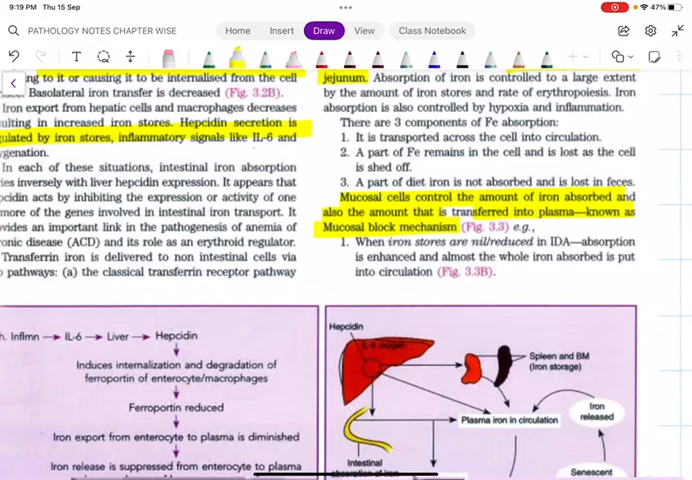 9:19 PM Thu 15 Sep
47%
PATHOLOGY NOTES CHAPTER WISE
Home Insert Draw View Class Notebook
to it or causing it to be internalised from the cell
Basolateral iron transfer is decreased (Fig. 3.2B).
Iron export from hepatic cells and macrophages decreases
in increased iron stores. Hepcidin secretion is
by iron stores, inflammatory signals like IL-6 and
In each of these situations, intestinal iron absorption
inversely with liver hepcidin expression. It appears that
acts by inhibiting the expression or activity of one
more of the genes involved in intestinal iron transport. It
an important link in the pathogenesis of anemia of
disease (ACD) and its role as an erythroid regulator.
Transferrin iron is delivered to non intestinal cells via
pathways: (a) the classical transferrin receptor pathway
jejunum. Absorption of iron is controlled to a large extent
by the amount of iron stores and rate of erythropoiesis. Iron
absorption is also controlled by hypoxia and inflammation.
There are 3 components of Fe absorption:
1. It is transported across the cell into circulation.
2. A part of Fe remains in the cell and is lost as the cell
is shed off.
3. A part of diet iron is not absorbed and is lost in feces.
Mucosal cells control the amount of iron absorbed and
also the amount that is transferred into plasma—known as
Mucosal block mechanism (Fig. 3.3) e.g.,
1. When iron stores are nil/reduced in IDA—absorption
is enhanced and almost the whole iron absorbed is put
into circulation (Fig. 3.3B).
h. Inflmn → IL-6 → Liver → Hepcidin
Induces internalization and degradation of
ferroportin of enterocyte/macrophages
Ferroportin reduced
Iron export from enterocyte to plasma is diminished
Iron release is suppressed from enterocyte to plasma
Hepcidin
Spleen and BM
(Iron storage)
Plasma iron in circulation
Iron
released
Intestinal
absorption of iron
Senescent